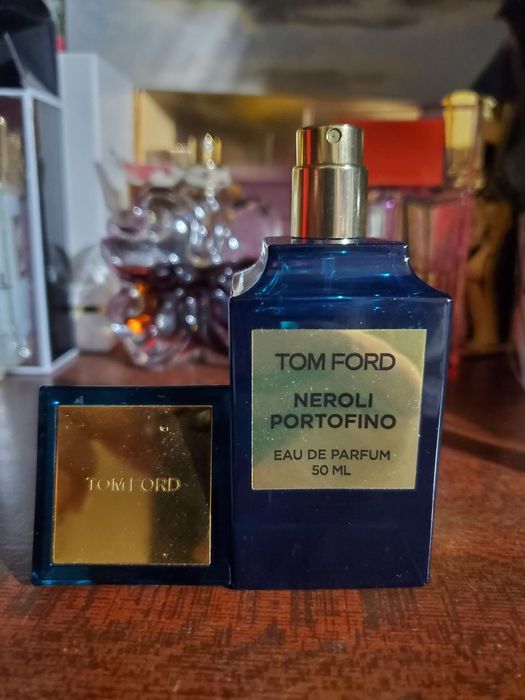 TOM FORD
NEROLI
PORTOFINO
EAU DE PARFUM
50 ML
TOM FORD